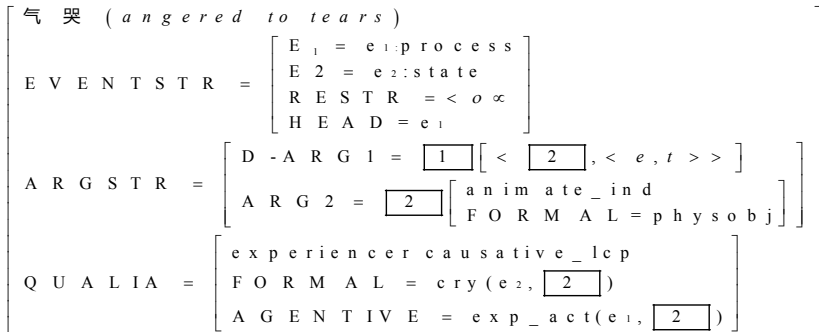 气哭 (angered to tears)
E₁ = e₁:process
E2 = e₂:state
EVENTSTR =
RESTR =< o ∝
HEAD=e₁
D-ARG1 = 1 [< 2 ,< e,t >>]
ARGSTR =
ARG2 = 2 [animate_ind
FORMAL=physobj]
experiencer causative_lcp
QUALIA = FORMAL = cry(e₂, 2 )
AGENTIVE = exp_act(e₁, 2 )